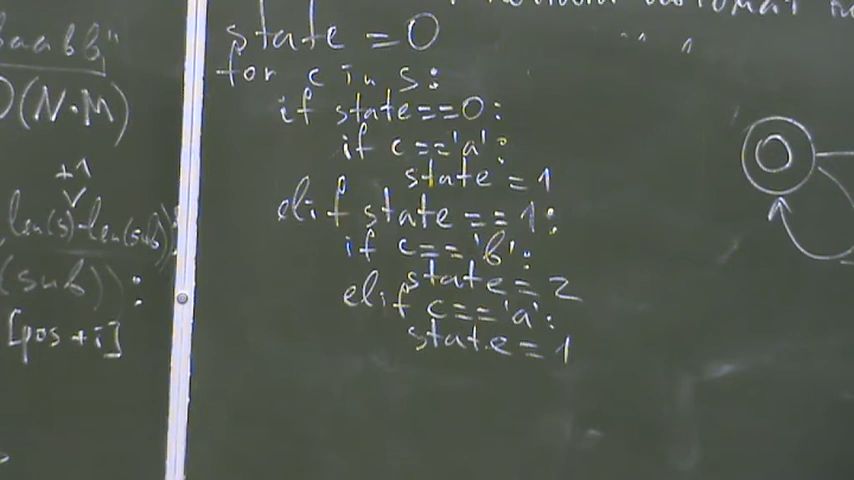 O(N·M)
+1
len(s)-len(sub)
(sub)):
[pos+i]
state = 0
for c in s:
if state==0:
if c=='a':
state = 1
elif state == 1:
if c=='b':
state = 2
elif c=='a':
state = 1